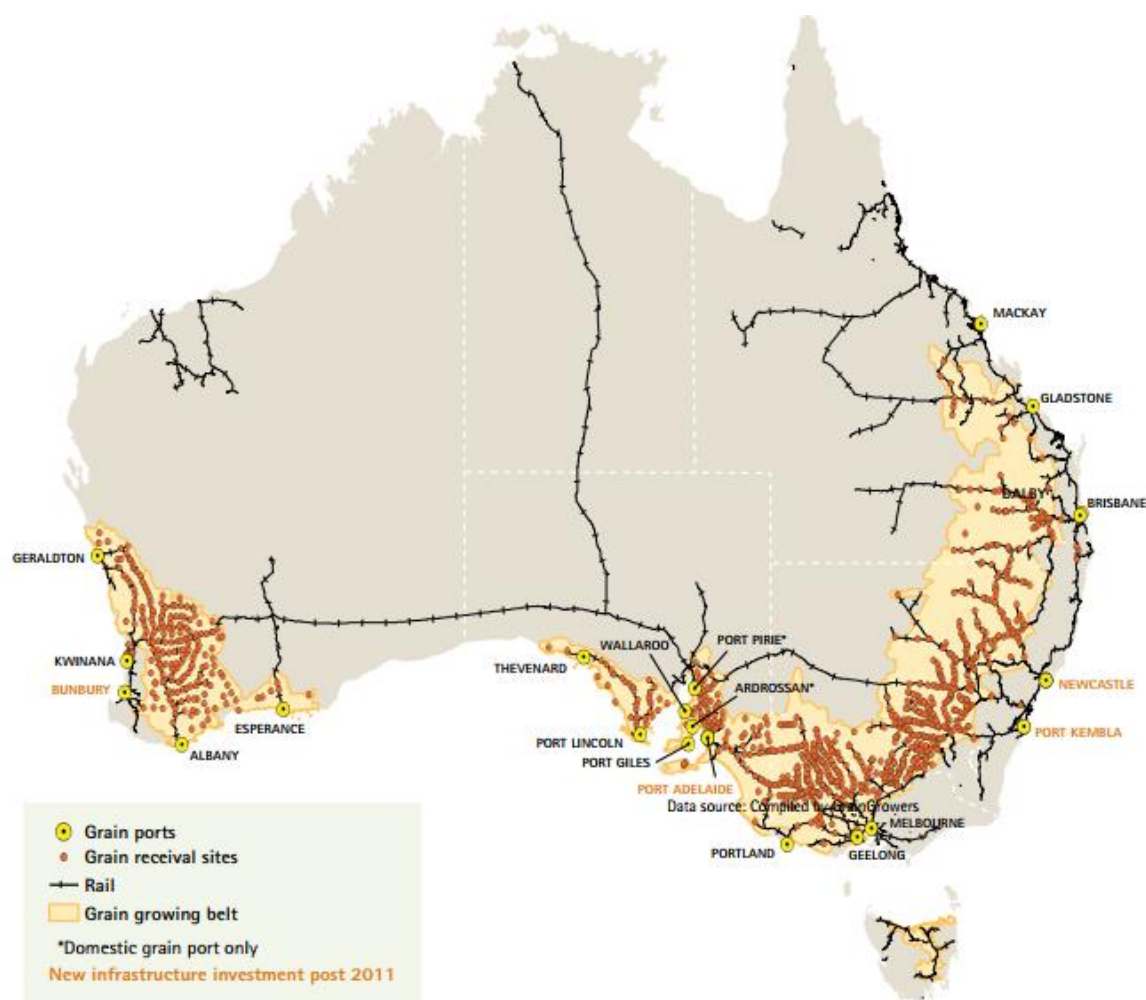 MACKAY
GLADSTONE
DALBY
BRISBANE
GERALDTON
KWINANA
BUNBURY
ESPERANCE
ALBANY
THEVENARD
WALLAROO
PORT PIRIE*
ARDROSSAN*
PORT LINCOLN
PORT GILES
PORT ADELAIDE
NEWCASTLE
PORT KEMBLA
Data source: Compiled by GrainGrowers
MELBOURNE
PORTLAND
GEELONG
Grain ports
Grain receival sites
Rail
Grain growing belt
*Domestic grain port only
New infrastructure investment post 2011